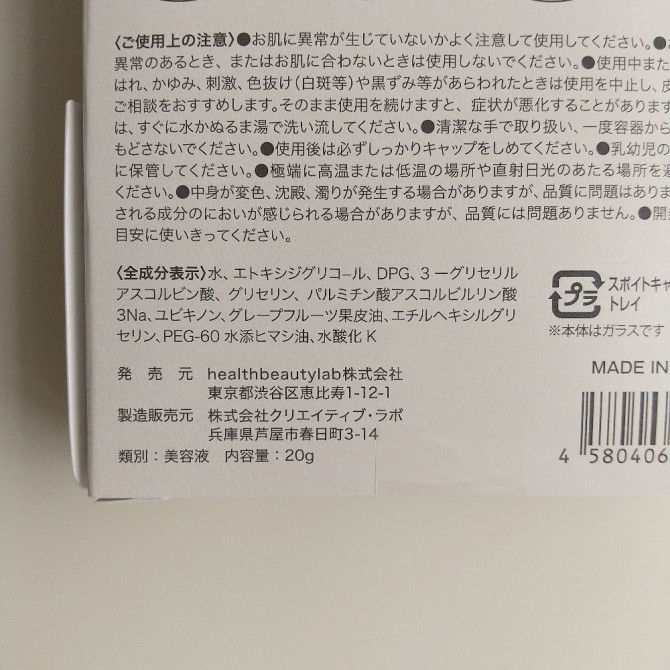 〈ご使用上の注意〉●お肌に異常が生じていないかよく注意して使用してください。●
異常のあるとき、またはお肌に合わないときは使用しないでください。●使用中また
はれ、かゆみ、刺激、色抜け(白斑等)や黒ずみ等があらわれたときは使用を中止し、皮
ご相談をおすすめします。そのまま使用を続けますと、症状が悪化することがあります
は、すぐに水かぬるま湯で洗い流してください。●清潔な手で取り扱い、一度容器から
もどさないでください。●使用後は必ずしっかりキャップをしめてください。●乳幼児の
に保管してください。●極端に高温または低温の場所や直射日光のあたる場所を避
ください。●中身が変色、沈殿、濁りが発生する場合がありますが、品質に問題はありま
される成分のにおいが感じられる場合がありますが、品質には問題ありません。●開封
目安に使いきってください。
〈全成分表示〉水、エトキシジグリコール、DPG、3－グリセリル
アスコルビン酸、グリセリン、パルミチン酸アスコルビルリン酸
3Na、ユビキノン、グレープフルーツ果皮油、エチルヘキシルグリ
セリン、PEG-60 水添ヒマシ油、水酸化 K
プラ
スポイトキャ
トレイ
※本体はガラスです
発売元 healthbeautylab株式会社
東京都渋谷区恵比寿1-12-1
製造販売元 株式会社クリエイティブ・ラボ
兵庫県芦屋市春日町3-14
類別：美容液 内容量：20g
MADE IN
4 580406